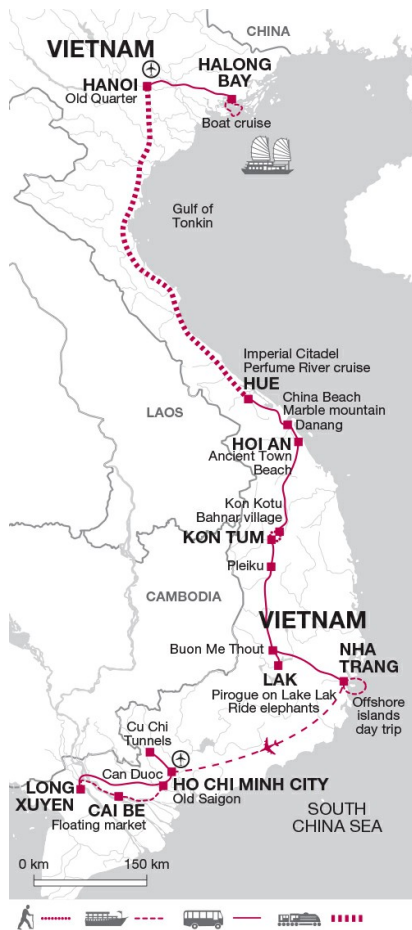 CHINA
VIETNAM
HANOI
Old Quarter
HALONG
BAY
Boat cruise
Gulf of
Tonkin
Imperial Citadel
Perfume River cruise
HUE
China Beach
Marble mountain
Danang
LAOS
HOI AN
Ancient Town
Beach
Kon Kotu
Bahnar village
KON TUM
Pleiku
CAMBODIA
VIETNAM
Buon Me Thout
NHA
TRANG
LAK
Pirogue on Lake Lak
Ride elephants
Offshore
islands
day trip
Cu Chi
Tunnels
Can Duoc
LONG
XUYEN
HO CHI MINH CITY
Old Saigon
CAI BE
Floating market
SOUTH
CHINA SEA
0 km
150 km